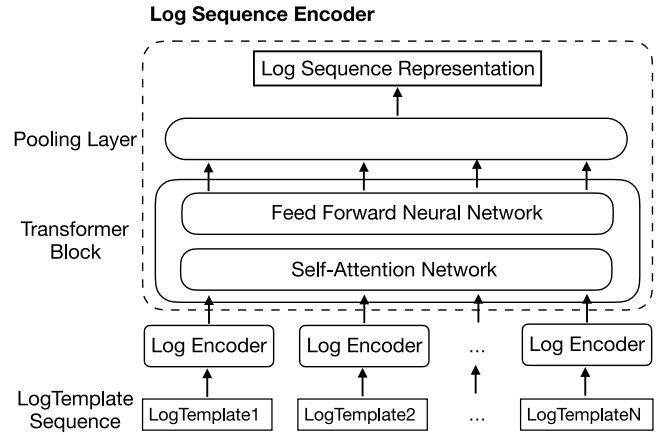 Log Sequence Encoder
Log Sequence Representation
Pooling Layer
Feed Forward Neural Network
Transformer
Block
Self-Attention Network
Log Encoder Log Encoder ... Log Encoder
LogTemplate
Sequence
LogTemplate1 LogTemplate2 ... LogTemplateN